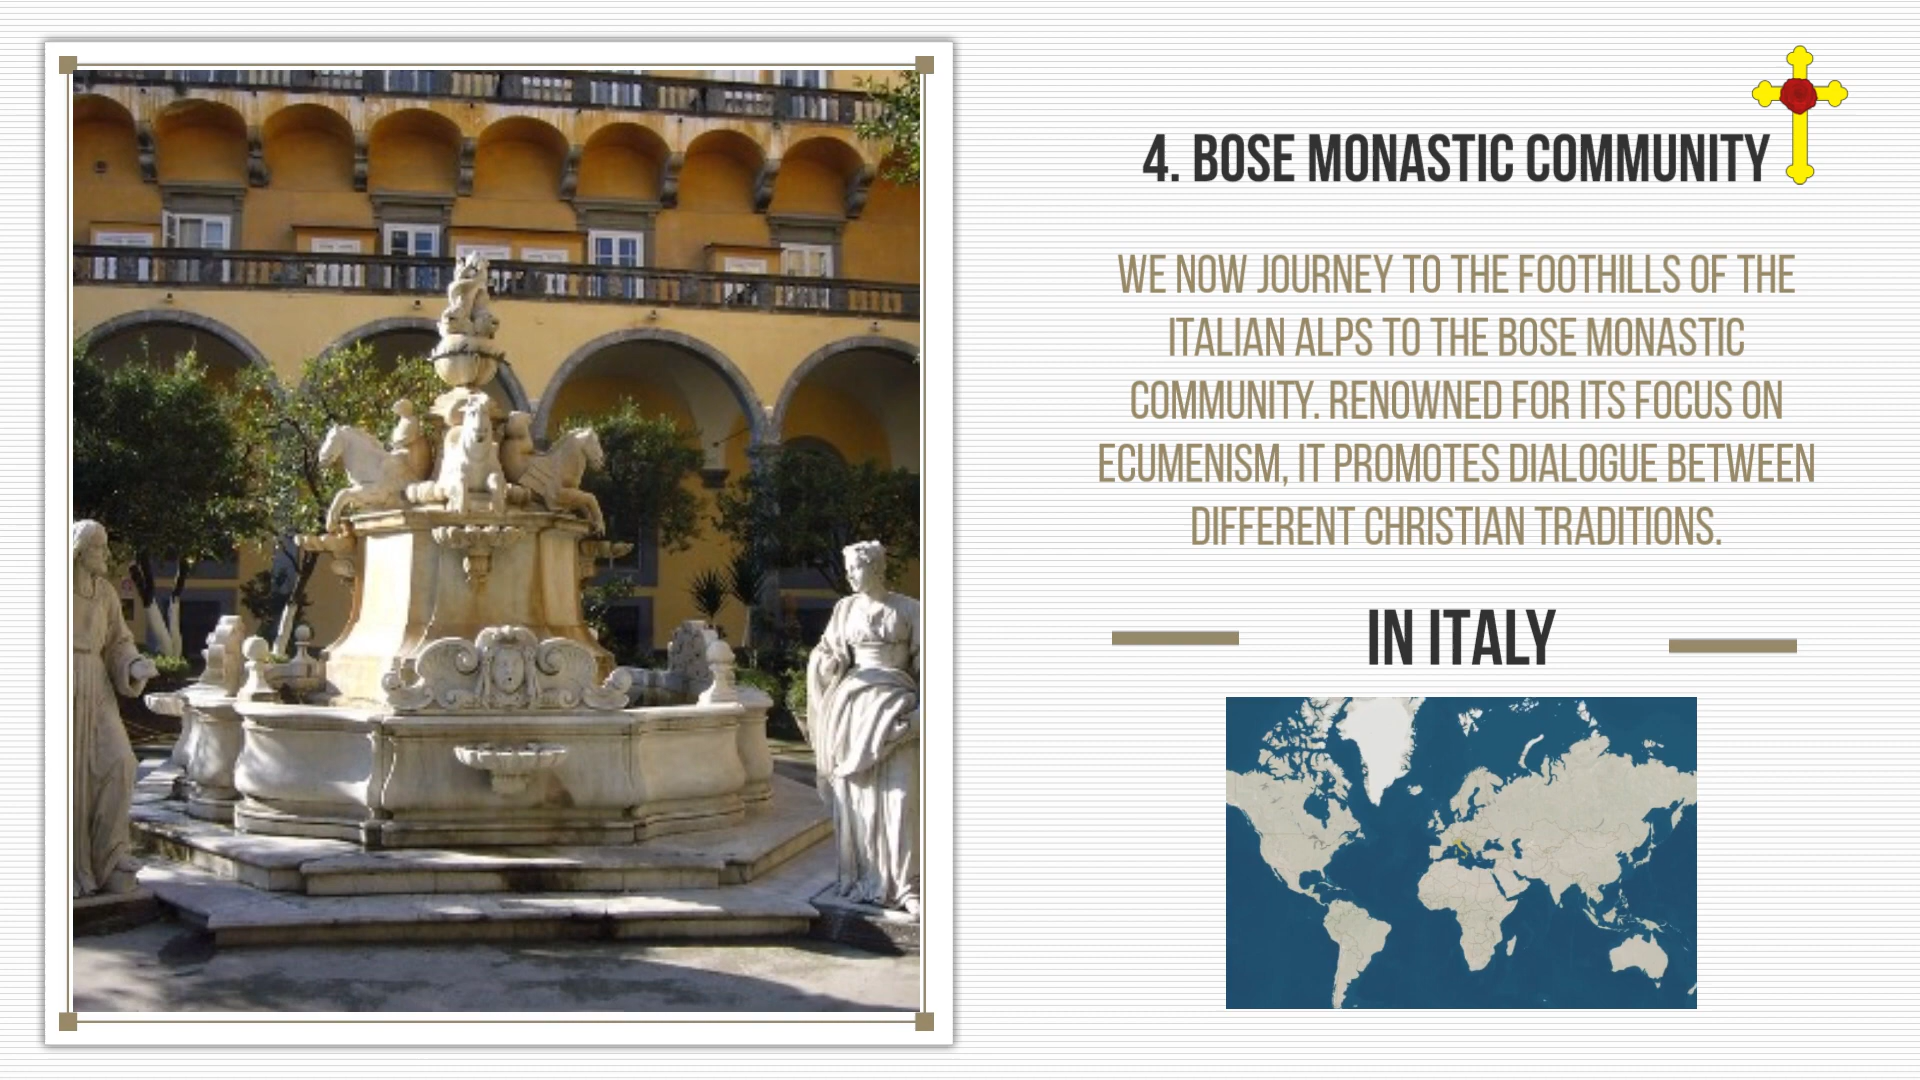 4. BOSE MONASTIC COMMUNITY
WE NOW JOURNEY TO THE FOOTHILLS OF THE
ITALIAN ALPS TO THE BOSE MONASTIC
COMMUNITY. RENOWNED FOR ITS FOCUS ON
ECUMENISM, IT PROMOTES DIALOGUE BETWEEN
DIFFERENT CHRISTIAN TRADITIONS.
IN ITALY